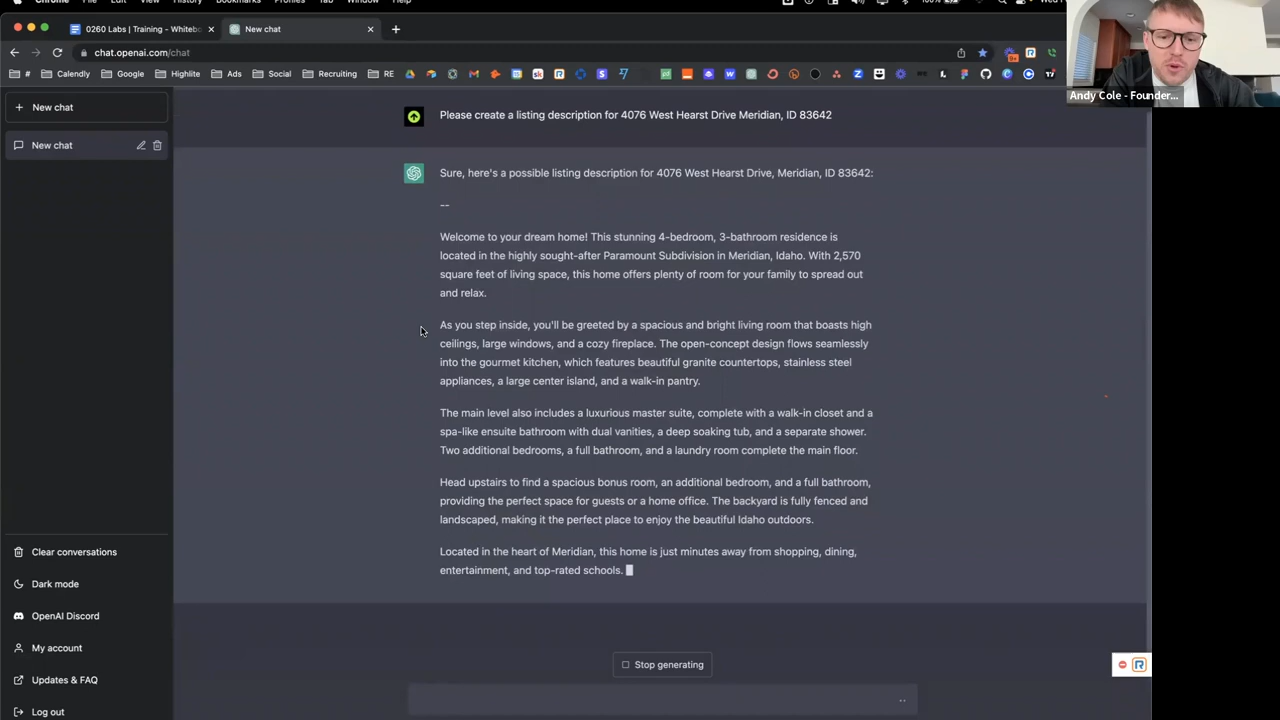 Chrome File Edit View History Bookmarks Profiles Tab Window Help
0260 Labs | Training - Whiteb
New chat
chat.openai.com/chat
# Calendly Google Highlite Ads Social Recruiting RE
New chat
New chat
Please create a listing description for 4076 West Hearst Drive Meridian, ID 83642
Sure, here's a possible listing description for 4076 West Hearst Drive, Meridian, ID 83642:
--
Welcome to your dream home! This stunning 4-bedroom, 3-bathroom residence is
located in the highly sought-after Paramount Subdivision in Meridian, Idaho. With 2,570
square feet of living space, this home offers plenty of room for your family to spread out
and relax.
As you step inside, you'll be greeted by a spacious and bright living room that boasts high
ceilings, large windows, and a cozy fireplace. The open-concept design flows seamlessly
into the gourmet kitchen, which features beautiful granite countertops, stainless steel
appliances, a large center island, and a walk-in pantry.
The main level also includes a luxurious master suite, complete with a walk-in closet and a
spa-like ensuite bathroom with dual vanities, a deep soaking tub, and a separate shower.
Two additional bedrooms, a full bathroom, and a laundry room complete the main floor.
Head upstairs to find a spacious bonus room, an additional bedroom, and a full bathroom,
providing the perfect space for guests or a home office. The backyard is fully fenced and
landscaped, making it the perfect place to enjoy the beautiful Idaho outdoors.
Located in the heart of Meridian, this home is just minutes away from shopping, dining,
entertainment, and top-rated schools.
Clear conversations
Dark mode
OpenAI Discord
My account
Updates & FAQ
Log out
Stop generating
Andy Cole - Founder...